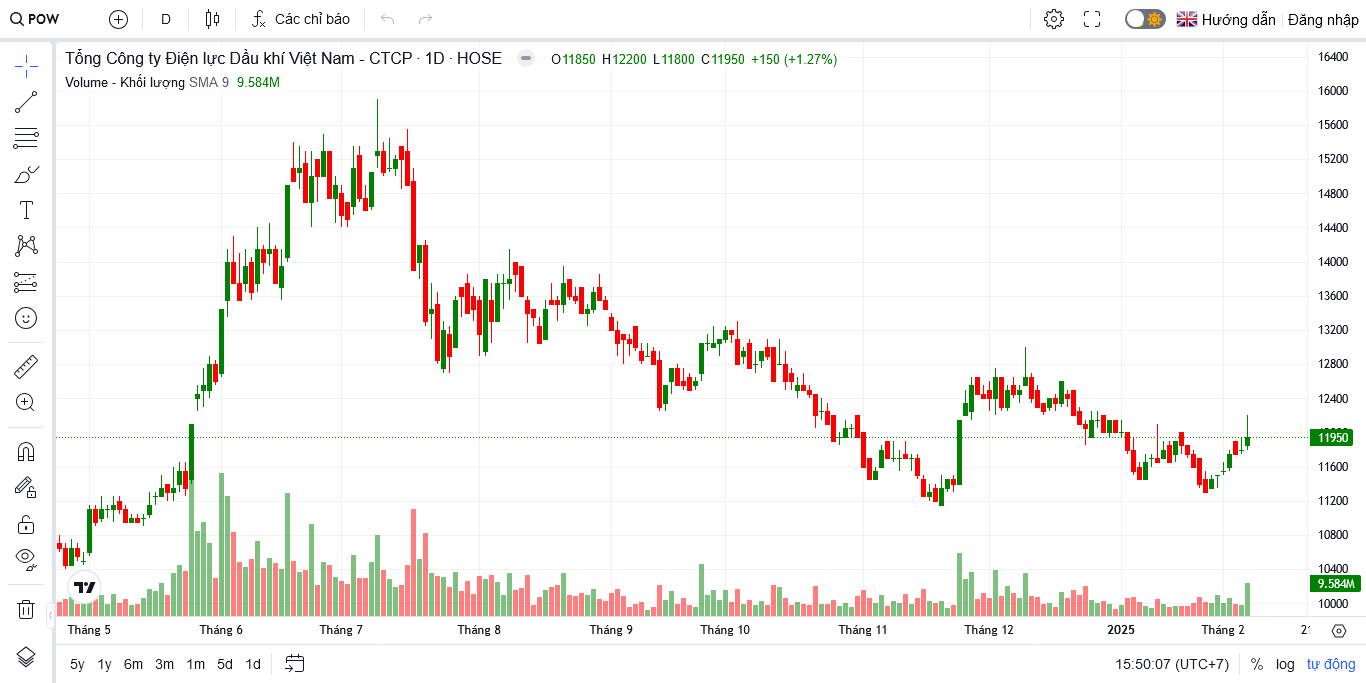 POW
D
Các chỉ báo
Hướng dẫn
Đăng nhập
Tổng Công ty Điện lực Dầu khí Việt Nam - CTCP · 1D · HOSE
O11850 H12200 L11800 C11950 +150 (+1.27%)
Volume - Khối lượng SMA 9 9.584M
16400
16000
15600
15200
14800
14400
14000
13600
13200
12800
12400
11950
11600
11200
10800
10400
9.584M
10000
Tháng 5 Tháng 6 Tháng 7 Tháng 8 Tháng 9 Tháng 10 Tháng 11 Tháng 12 2025 Tháng 2
5y 1y 6m 3m 1m 5d 1d
15:50:07 (UTC+7)
% log tự động